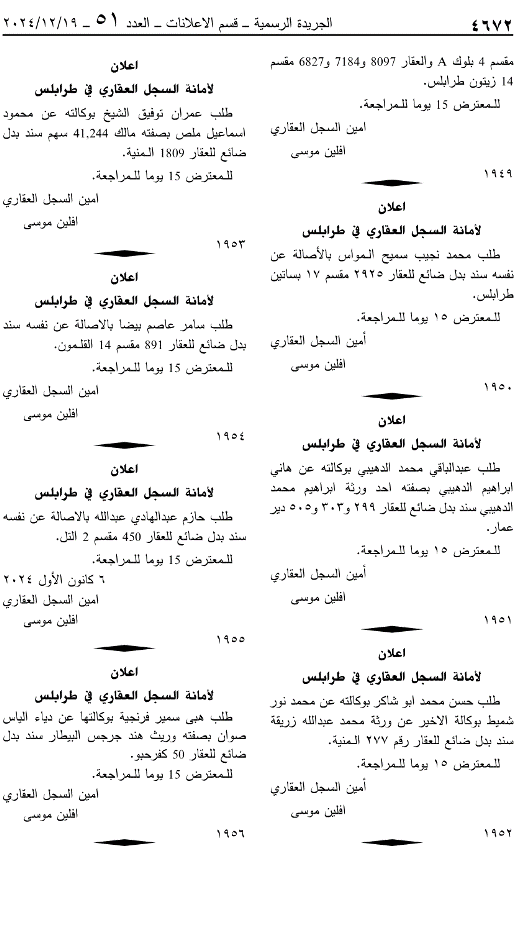 ٤٦٧٢
الجريدة الرسمية – قسم الاعلانات – العدد ٥١ – ٢٠٢٤/١٢/١٩
مقسم 4 بلوك A والعقار 8097 و7184 و6827 مقسم
14 زيتون طرابلس.
للمعترض 15 يوما للمراجعة.
امين السجل العقاري
افلين موسى
١٩٤٩
اعلان
لأمانة السجل العقاري في طرابلس
طلب محمد نجيب سميح المواس بالأصالة عن
نفسه سند بدل ضائع للعقار ٢٩٢٥ مقسم ١٧ بساتين
طرابلس.
للمعترض ١٥ يوما للمراجعة.
أمين السجل العقاري
افلين موسى
١٩٥٠
اعلان
لأمانة السجل العقاري في طرابلس
طلب عبدالباقي محمد الدهيبي بوكالته عن هاني
ابراهيم الدهيبي بصفته احد ورثة ابراهيم محمد
الدهيبي سند بدل ضائع للعقار ٢٩٩ و٣٠٣ و٥٠٥ دير
عمار.
للمعترض ١٥ يوما للمراجعة.
أمين السجل العقاري
افلين موسى
١٩٥١
اعلان
لأمانة السجل العقاري في طرابلس
طلب حسن محمد ابو شاكر بوكالته عن محمد نور
شميط بوكالة الاخير عن ورثة محمد عبدالله زريقة
سند بدل ضائع للعقار رقم ٢٧٧ المنية.
للمعترض ١٥ يوما للمراجعة.
أمين السجل العقاري
افلين موسى
١٩٥٢
اعلان
لأمانة السجل العقاري في طرابلس
طلب عمران توفيق الشيخ بوكالته عن محمود
اسماعيل ملص بصفته مالك 41,244 سهم سند بدل
ضائع للعقار 1809 المنية.
للمعترض 15 يوما للمراجعة.
امين السجل العقاري
افلين موسى
١٩٥٣
اعلان
لأمانة السجل العقاري في طرابلس
طلب سامر عاصم بيضا بالاصالة عن نفسه سند
بدل ضائع للعقار 891 مقسم 14 القلمون.
للمعترض 15 يوما للمراجعة.
امين السجل العقاري
افلين موسى
١٩٥٤
اعلان
لأمانة السجل العقاري في طرابلس
طلب حازم عبدالهادي عبدالله بالاصالة عن نفسه
سند بدل ضائع للعقار 450 مقسم 2 التل.
للمعترض 15 يوما للمراجعة.
٦ كانون الأول ٢٠٢٤
امين السجل العقاري
افلين موسى
١٩٥٥
اعلان
لأمانة السجل العقاري في طرابلس
طلب هبى سمير فرنجية بوكالتها عن دياء الياس
صوان بصفته وريث هند جرجس البيطار سند بدل
ضائع للعقار 50 كفرحبو.
للمعترض 15 يوما للمراجعة.
امين السجل العقاري
افلين موسى
١٩٥٦